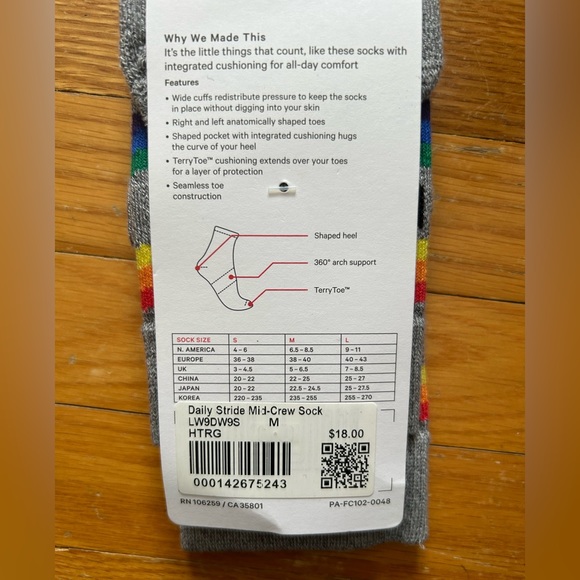 Why We Made This
It's the little things that count, like these socks with
integrated cushioning for all-day comfort
Features
• Wide cuffs redistribute pressure to keep the socks
in place without digging into your skin
• Right and left anatomically shaped toes
• Shaped pocket with integrated cushioning hugs
the curve of your heel
• TerryToe™ cushioning extends over your toes
for a layer of protection
• Seamless toe
construction
Shaped heel
360° arch support
TerryToe™
SOCK SIZE S M L
N. AMERICA 4 – 6 6.5 – 8.5 9 – 11
EUROPE 36 – 38 38 – 40 40 – 43
UK 3 – 4.5 5 – 6.5 7 – 8.5
CHINA 20 – 22 22 – 25 25 – 27
JAPAN 20 – 22 22.5 – 24.5 25 – 27.5
KOREA 220 – 235 235 – 255 255 – 270
Daily Stride Mid-Crew Sock
LW9DW9S M
HTRG $18.00
000142675243
RN 106259 / CA 35801 PA-FC102-0048